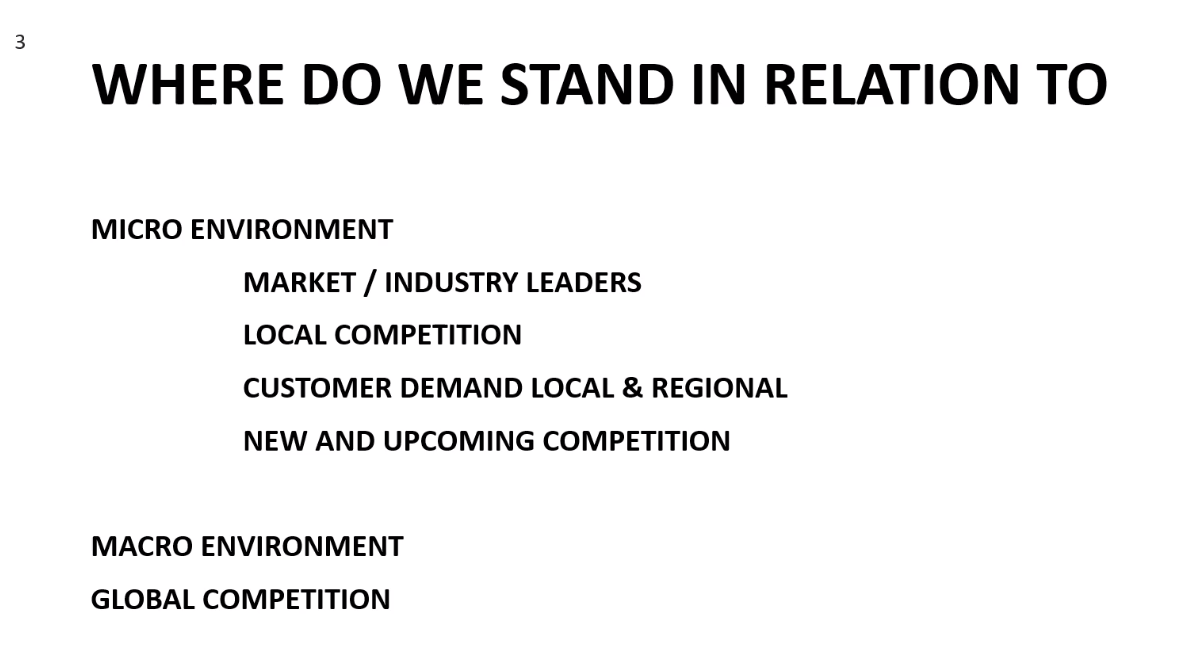 3
WHERE DO WE STAND IN RELATION TO
MICRO ENVIRONMENT
MARKET / INDUSTRY LEADERS
LOCAL COMPETITION
CUSTOMER DEMAND LOCAL & REGIONAL
NEW AND UPCOMING COMPETITION
MACRO ENVIRONMENT
GLOBAL COMPETITION